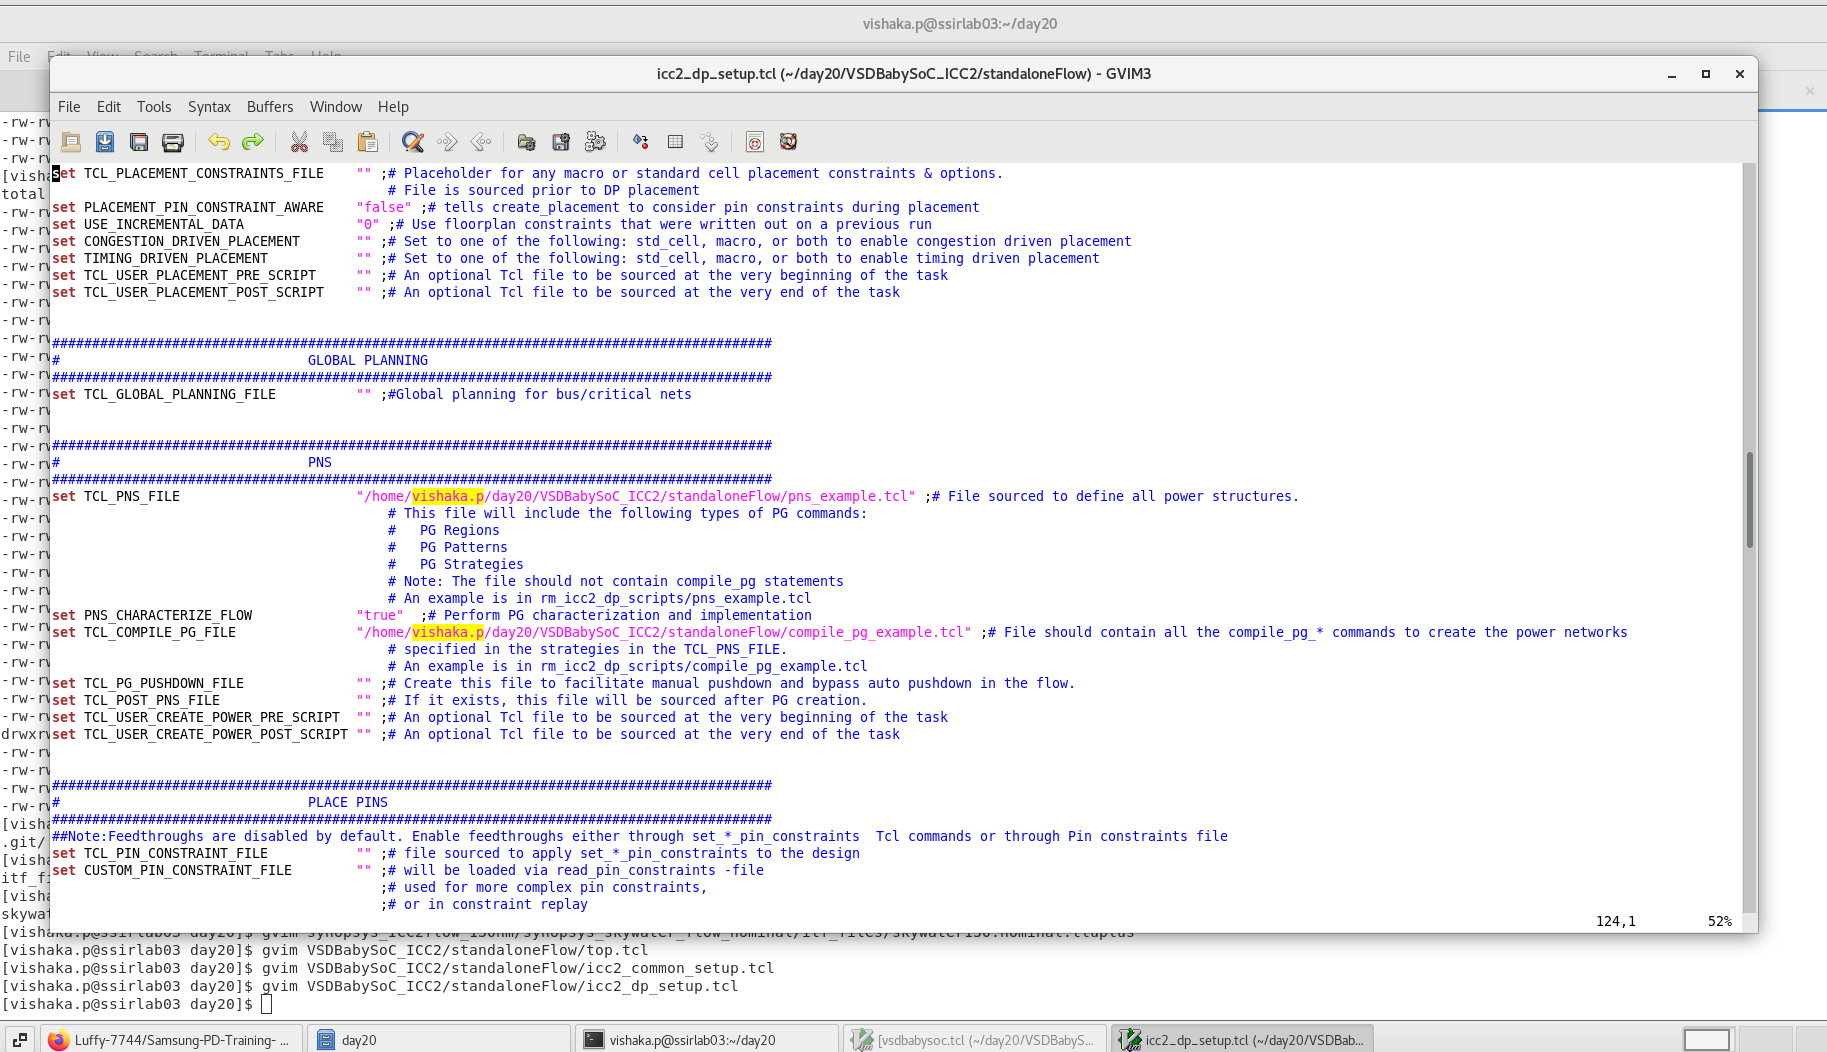 vishaka.p@ssirlab03:~/day20
File Edit View Search Terminal Tabs Help
icc2_dp_setup.tcl (~/day20/VSDBabySoC_ICC2/standaloneFlow) - GVIM3
File Edit Tools Syntax Buffers Window Help
set TCL_PLACEMENT_CONSTRAINTS_FILE    "" ;# Placeholder for any macro or standard cell placement constraints & options.
# File is sourced prior to DP placement
set PLACEMENT_PIN_CONSTRAINT_AWARE    "false" ;# tells create_placement to consider pin constraints during placement
set USE_INCREMENTAL_DATA              "0" ;# Use floorplan constraints that were written out on a previous run
set CONGESTION_DRIVEN_PLACEMENT       "" ;# Set to one of the following: std_cell, macro, or both to enable congestion driven placement
set TIMING_DRIVEN_PLACEMENT           "" ;# Set to one of the following: std_cell, macro, or both to enable timing driven placement
set TCL_USER_PLACEMENT_PRE_SCRIPT     "" ;# An optional Tcl file to be sourced at the very beginning of the task
set TCL_USER_PLACEMENT_POST_SCRIPT    "" ;# An optional Tcl file to be sourced at the very end of the task
##########################################################################################
#                               GLOBAL PLANNING
##########################################################################################
set TCL_GLOBAL_PLANNING_FILE          "" ;#Global planning for bus/critical nets
##########################################################################################
#                               PNS
##########################################################################################
set TCL_PNS_FILE                      "/home/vishaka.p/day20/VSDBabySoC_ICC2/standaloneFlow/pns_example.tcl" ;# File sourced to define all power structures.
# This file will include the following types of PG commands:
#   PG Regions
#   PG Patterns
#   PG Strategies
# Note: The file should not contain compile_pg statements
# An example is in rm_icc2_dp_scripts/pns_example.tcl
set PNS_CHARACTERIZE_FLOW             "true"  ;# Perform PG characterization and implementation
set TCL_COMPILE_PG_FILE               "/home/vishaka.p/day20/VSDBabySoC_ICC2/standaloneFlow/compile_pg_example.tcl" ;# File should contain all the compile_pg_* commands to create the power networks
# specified in the strategies in the TCL_PNS_FILE.
# An example is in rm_icc2_dp_scripts/compile_pg_example.tcl
set TCL_PG_PUSHDOWN_FILE              "" ;# Create this file to facilitate manual pushdown and bypass auto pushdown in the flow.
set TCL_POST_PNS_FILE                 "" ;# If it exists, this file will be sourced after PG creation.
set TCL_USER_CREATE_POWER_PRE_SCRIPT  "" ;# An optional Tcl file to be sourced at the very beginning of the task
set TCL_USER_CREATE_POWER_POST_SCRIPT "" ;# An optional Tcl file to be sourced at the very end of the task
##########################################################################################
#                               PLACE PINS
##########################################################################################
##Note:Feedthroughs are disabled by default. Enable feedthroughs either through set_*_pin_constraints  Tcl commands or through Pin constraints file
set TCL_PIN_CONSTRAINT_FILE           "" ;# file sourced to apply set_*_pin_constraints to the design
set CUSTOM_PIN_CONSTRAINT_FILE        "" ;# will be loaded via read_pin_constraints -file
;# used for more complex pin constraints,
;# or in constraint replay
124,1         52%
[vishaka.p@ssirlab03 day20]$ gvim synopsys_ICC2flow_130nm/synopsys_skywater_flow_nominal/itf_files/skywater130.nominal.tluplus
[vishaka.p@ssirlab03 day20]$ gvim VSDBabySoC_ICC2/standaloneFlow/top.tcl
[vishaka.p@ssirlab03 day20]$ gvim VSDBabySoC_ICC2/standaloneFlow/icc2_common_setup.tcl
[vishaka.p@ssirlab03 day20]$ gvim VSDBabySoC_ICC2/standaloneFlow/icc2_dp_setup.tcl
[vishaka.p@ssirlab03 day20]$
Luffy-7744/Samsung-PD-Training- ... day20 vishaka.p@ssirlab03:~/day20 [vsdbabysoc.tcl (~/day20/VSDBabyS... icc2_dp_setup.tcl (~/day20/VSDBab...